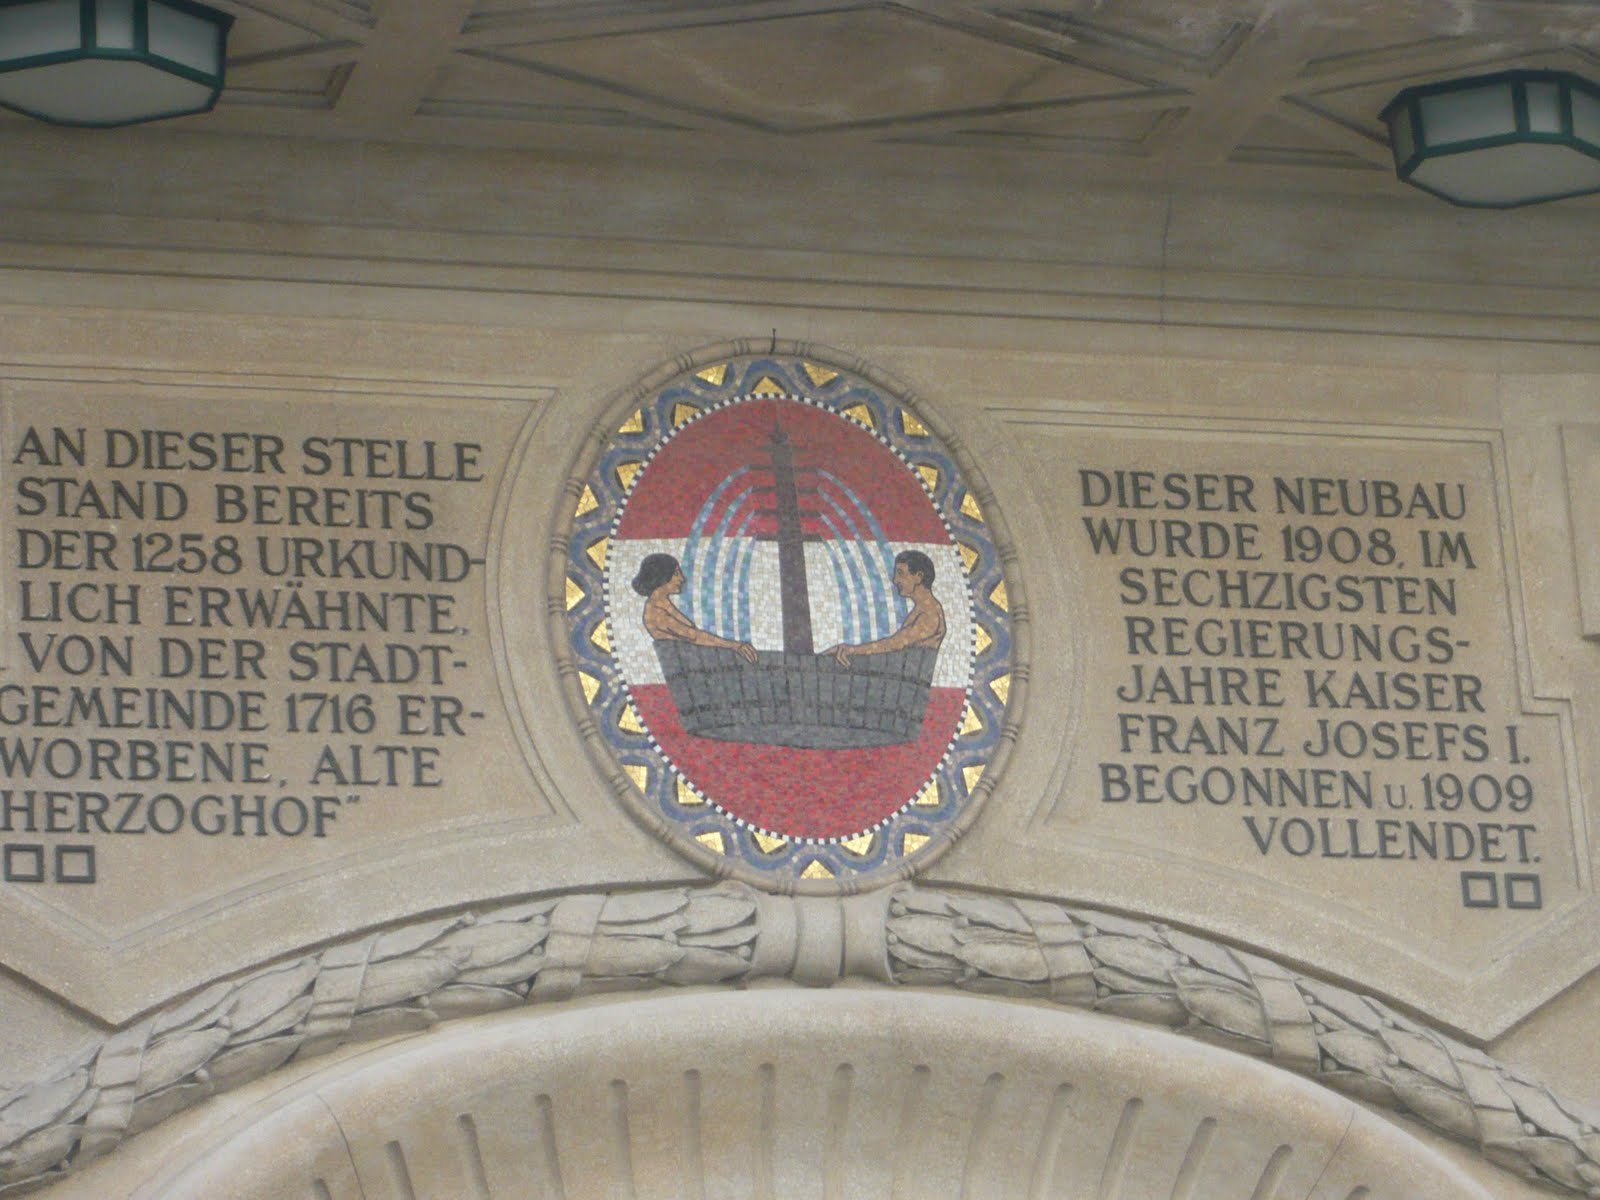 AN DIESER STELLE
STAND BEREITS
DER 1258 URKUND-
LICH ERWÄHNTE,
VON DER STADT-
GEMEINDE 1716 ER-
WORBENE, ALTE
HERZOGHOF"
DIESER NEUBAU
WURDE 1908, IM
SECHZIGSTEN
REGIERUNGS-
JAHRE KAISER
FRANZ JOSEFS I.
BEGONNEN U. 1909
VOLLENDET.